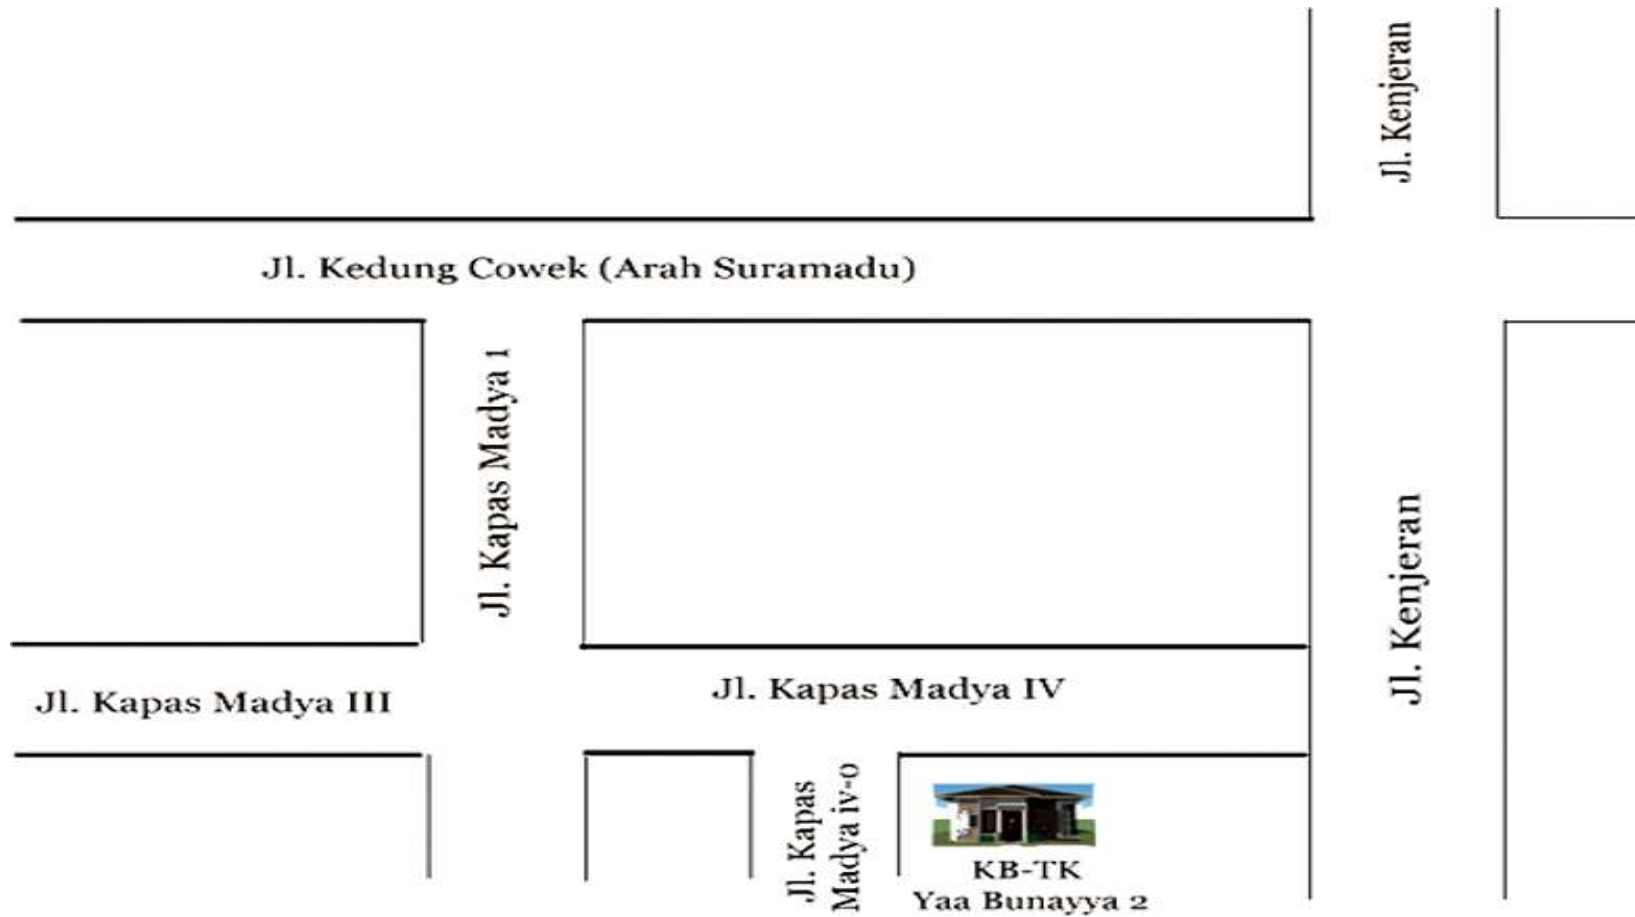 Jl. Kenjeran
Jl. Kedung Cowek (Arah Suramadu)
Jl. Kapas Madya 1
Jl. Kenjeran
Jl. Kapas Madya III
Jl. Kapas Madya IV
Jl. Kapas
Madya iv-0
KB-TK
Yaa Bunayya 2